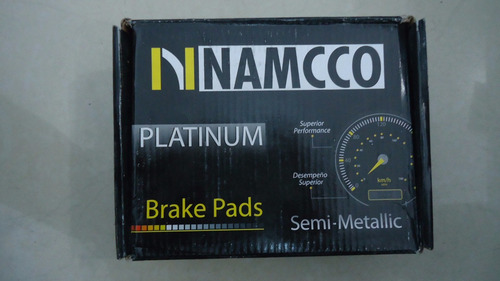 NAMCCO
PLATINUM
Superior
Performance
Desempeño
Superior
km/h
Brake Pads
Semi-Metallic